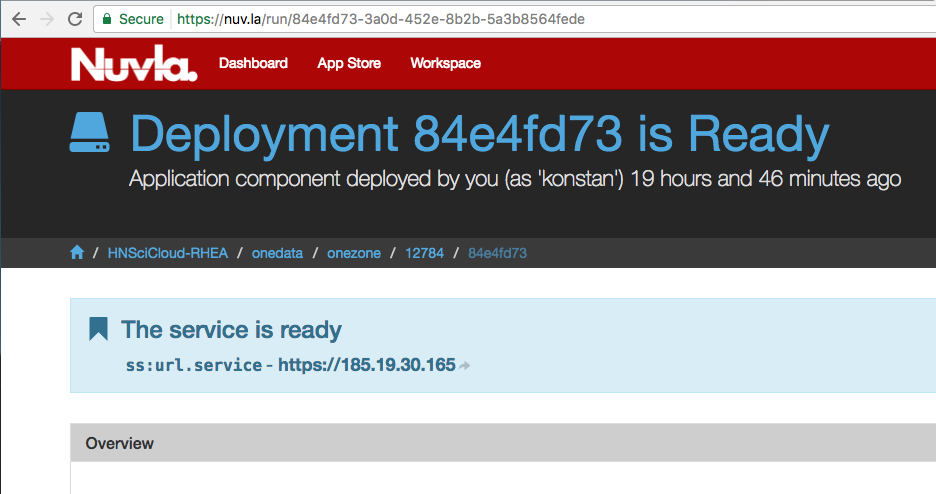 Secure https://nuv.la/run/84e4fd73-3a0d-452e-8b2b-5a3b8564fede
Nuvla. Dashboard App Store Workspace
Deployment 84e4fd73 is Ready
Application component deployed by you (as 'konstan') 19 hours and 46 minutes ago
/ HNSciCloud-RHEA / onedata / onezone / 12784 / 84e4fd73
The service is ready
ss:url.service - https://185.19.30.165
Overview